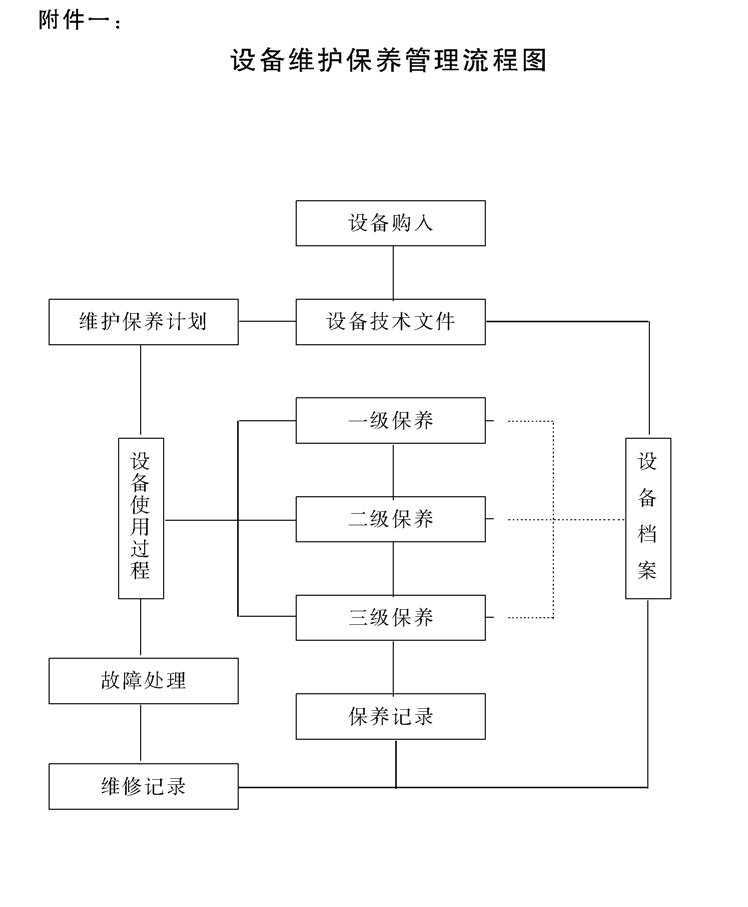 附件一：
设备维护保养管理流程图
设备购入
维护保养计划
设备技术文件
一级保养
设备使用过程
二级保养
设备档案
三级保养
故障处理
保养记录
维修记录